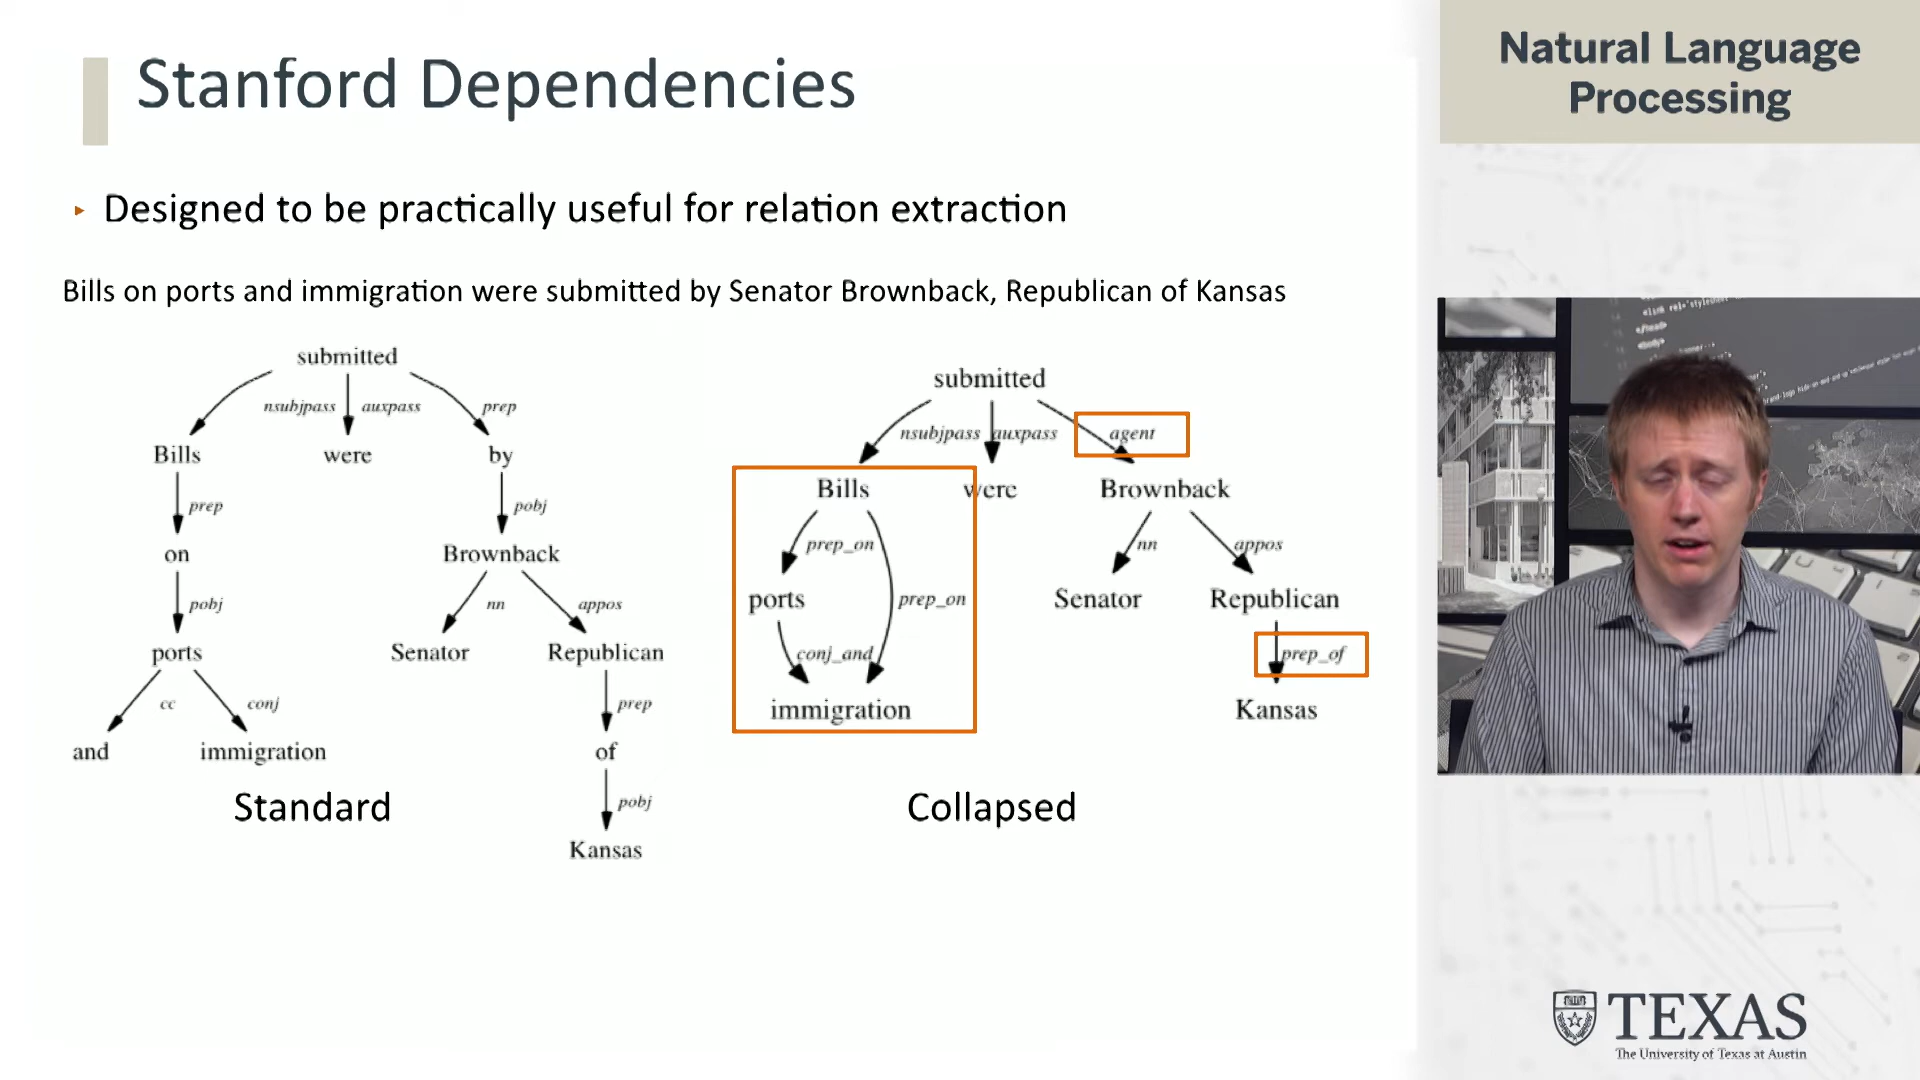 Stanford Dependencies
Natural Language
Processing
▸ Designed to be practically useful for relation extraction
Bills on ports and immigration were submitted by Senator Brownback, Republican of Kansas
submitted
nsubjpass auxpass prep
Bills were by
prep pobj
on Brownback
pobj nn appos
ports Senator Republican
cc conj prep
and immigration of
pobj
Kansas
Standard
submitted
nsubjpass auxpass agent
Bills were Brownback
prep_on nn appos
ports prep_on Senator Republican
conj_and prep_of
immigration Kansas
Collapsed
TEXAS
The University of Texas at Austin